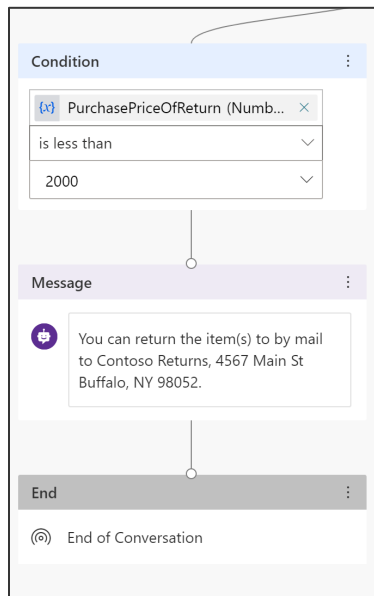 Condition
{x} PurchasePriceOfReturn (Numb...
is less than
2000
Message
You can return the item(s) to by mail
to Contoso Returns, 4567 Main St
Buffalo, NY 98052.
End
End of Conversation